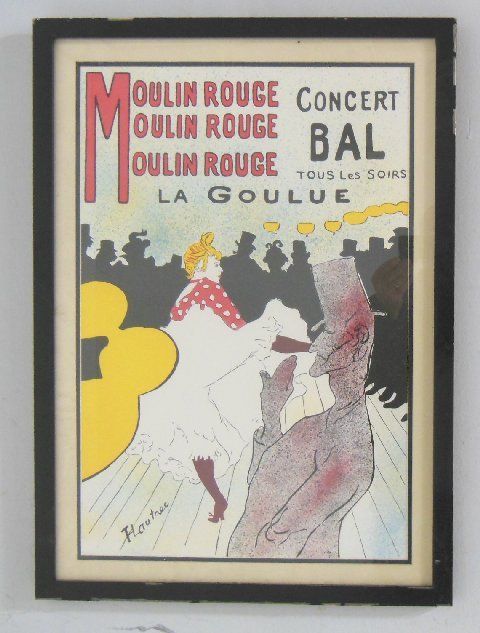 MOULIN ROUGE CONCERT
MOULIN ROUGE BAL
MOULIN ROUGE TOUS LES SOIRS
LA GOULUE
HLautrec